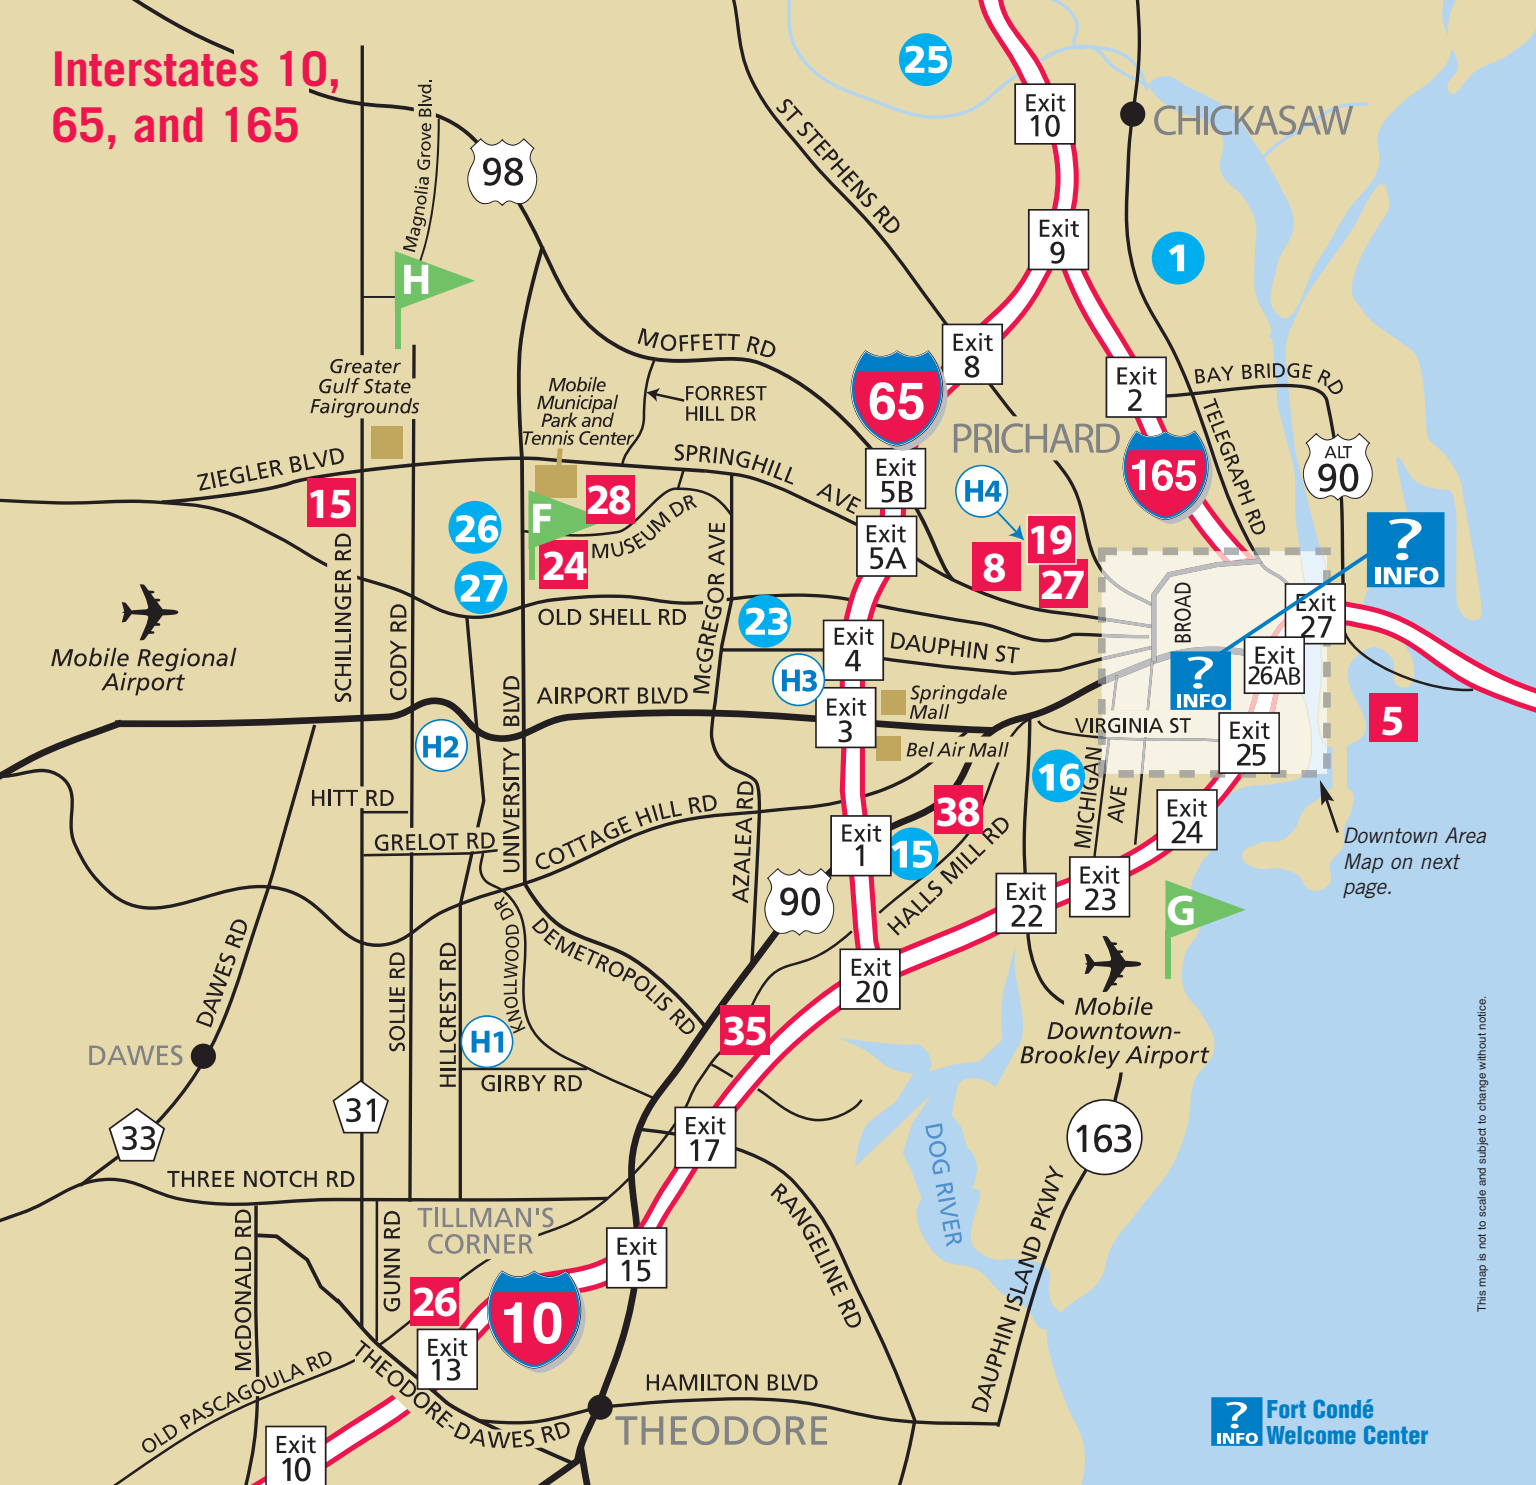 Interstates 10,
65, and 165
Magnolia Grove Blvd.
98
25
Exit
10
CHICKASAW
ST STEPHENS RD
Exit
9
1
H
MOFFETT RD
Exit
8
Exit
2
BAY BRIDGE RD
Greater
Gulf State
Fairgrounds
Mobile
Municipal
Park and
Tennis Center
FORREST
HILL DR
65
PRICHARD
TELEGRAPH RD
165
ALT
90
ZIEGLER BLVD
SPRINGHILL AVE
Exit
5B
H4
15
26
F
28
MUSEUM DR
24
27
Exit
5A
8
19
27
?
INFO
SCHILLINGER RD
CODY RD
McGREGOR AVE
OLD SHELL RD
23
BROAD
Exit
27
Mobile Regional
Airport
Exit
4
DAUPHIN ST
Exit
26AB
?
INFO
UNIVERSITY BLVD
AIRPORT BLVD
H3
Springdale
Mall
Exit
3
5
H2
Bel Air Mall
VIRGINIA ST
Exit
25
16
MICHIGAN
AVE
HITT RD
GRELOT RD
COTTAGE HILL RD
AZALEA RD
38
Exit
24
Downtown Area
Map on next
page.
Exit
1
15
HALLS MILL RD
90
Exit
22
Exit
23
G
DAWES RD
SOLLIE RD
HILLCREST RD
KNOLLWOOD DR
DEMETROPOLIS RD
Exit
20
Mobile
Downtown-
Brookley Airport
DAWES
H1
35
GIRBY RD
33
31
Exit
17
DOG RIVER
163
THREE NOTCH RD
RANGELINE RD
DAUPHIN ISLAND PKWY
McDONALD RD
GUNN RD
TILLMAN'S
CORNER
Exit
15
26
10
Exit
13
OLD PASCAGOULA RD
THEODORE-DAWES RD
HAMILTON BLVD
THEODORE
Exit
10
?
INFO
Fort Condé
Welcome Center
This map is not to scale and subject to change without notice.